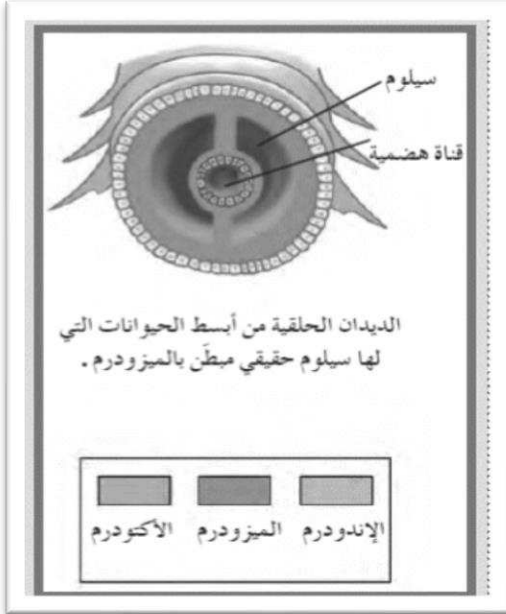 سيلوم
قناة هضمية
الديدان الحلقية من أبسط الحيوانات التي
لها سيلوم حقيقي مبطَّن بالميزودرم .
الإندودرم الميزودرم الأكتودرم